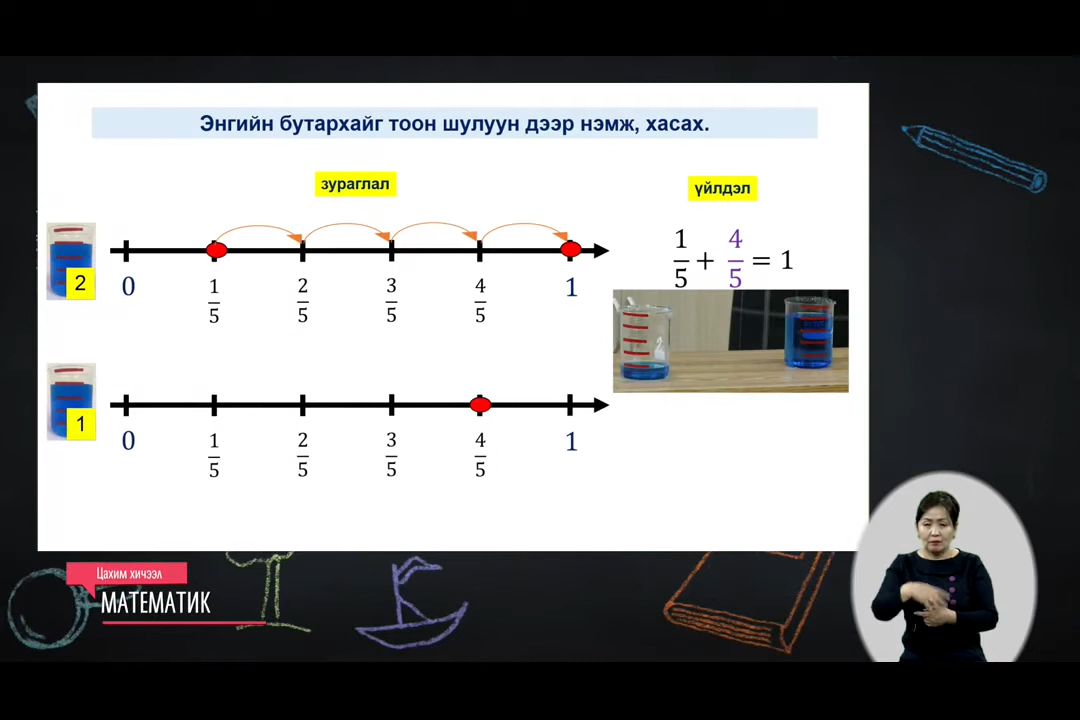 Энгийн бутархайг тоон шулуун дээр нэмж, хасах.
зураглал
үйлдэл
2
0 1/5 2/5 3/5 4/5 1
1/5 + 4/5 = 1
1
0 1/5 2/5 3/5 4/5 1
Цахим хичээл
МАТЕМАТИК